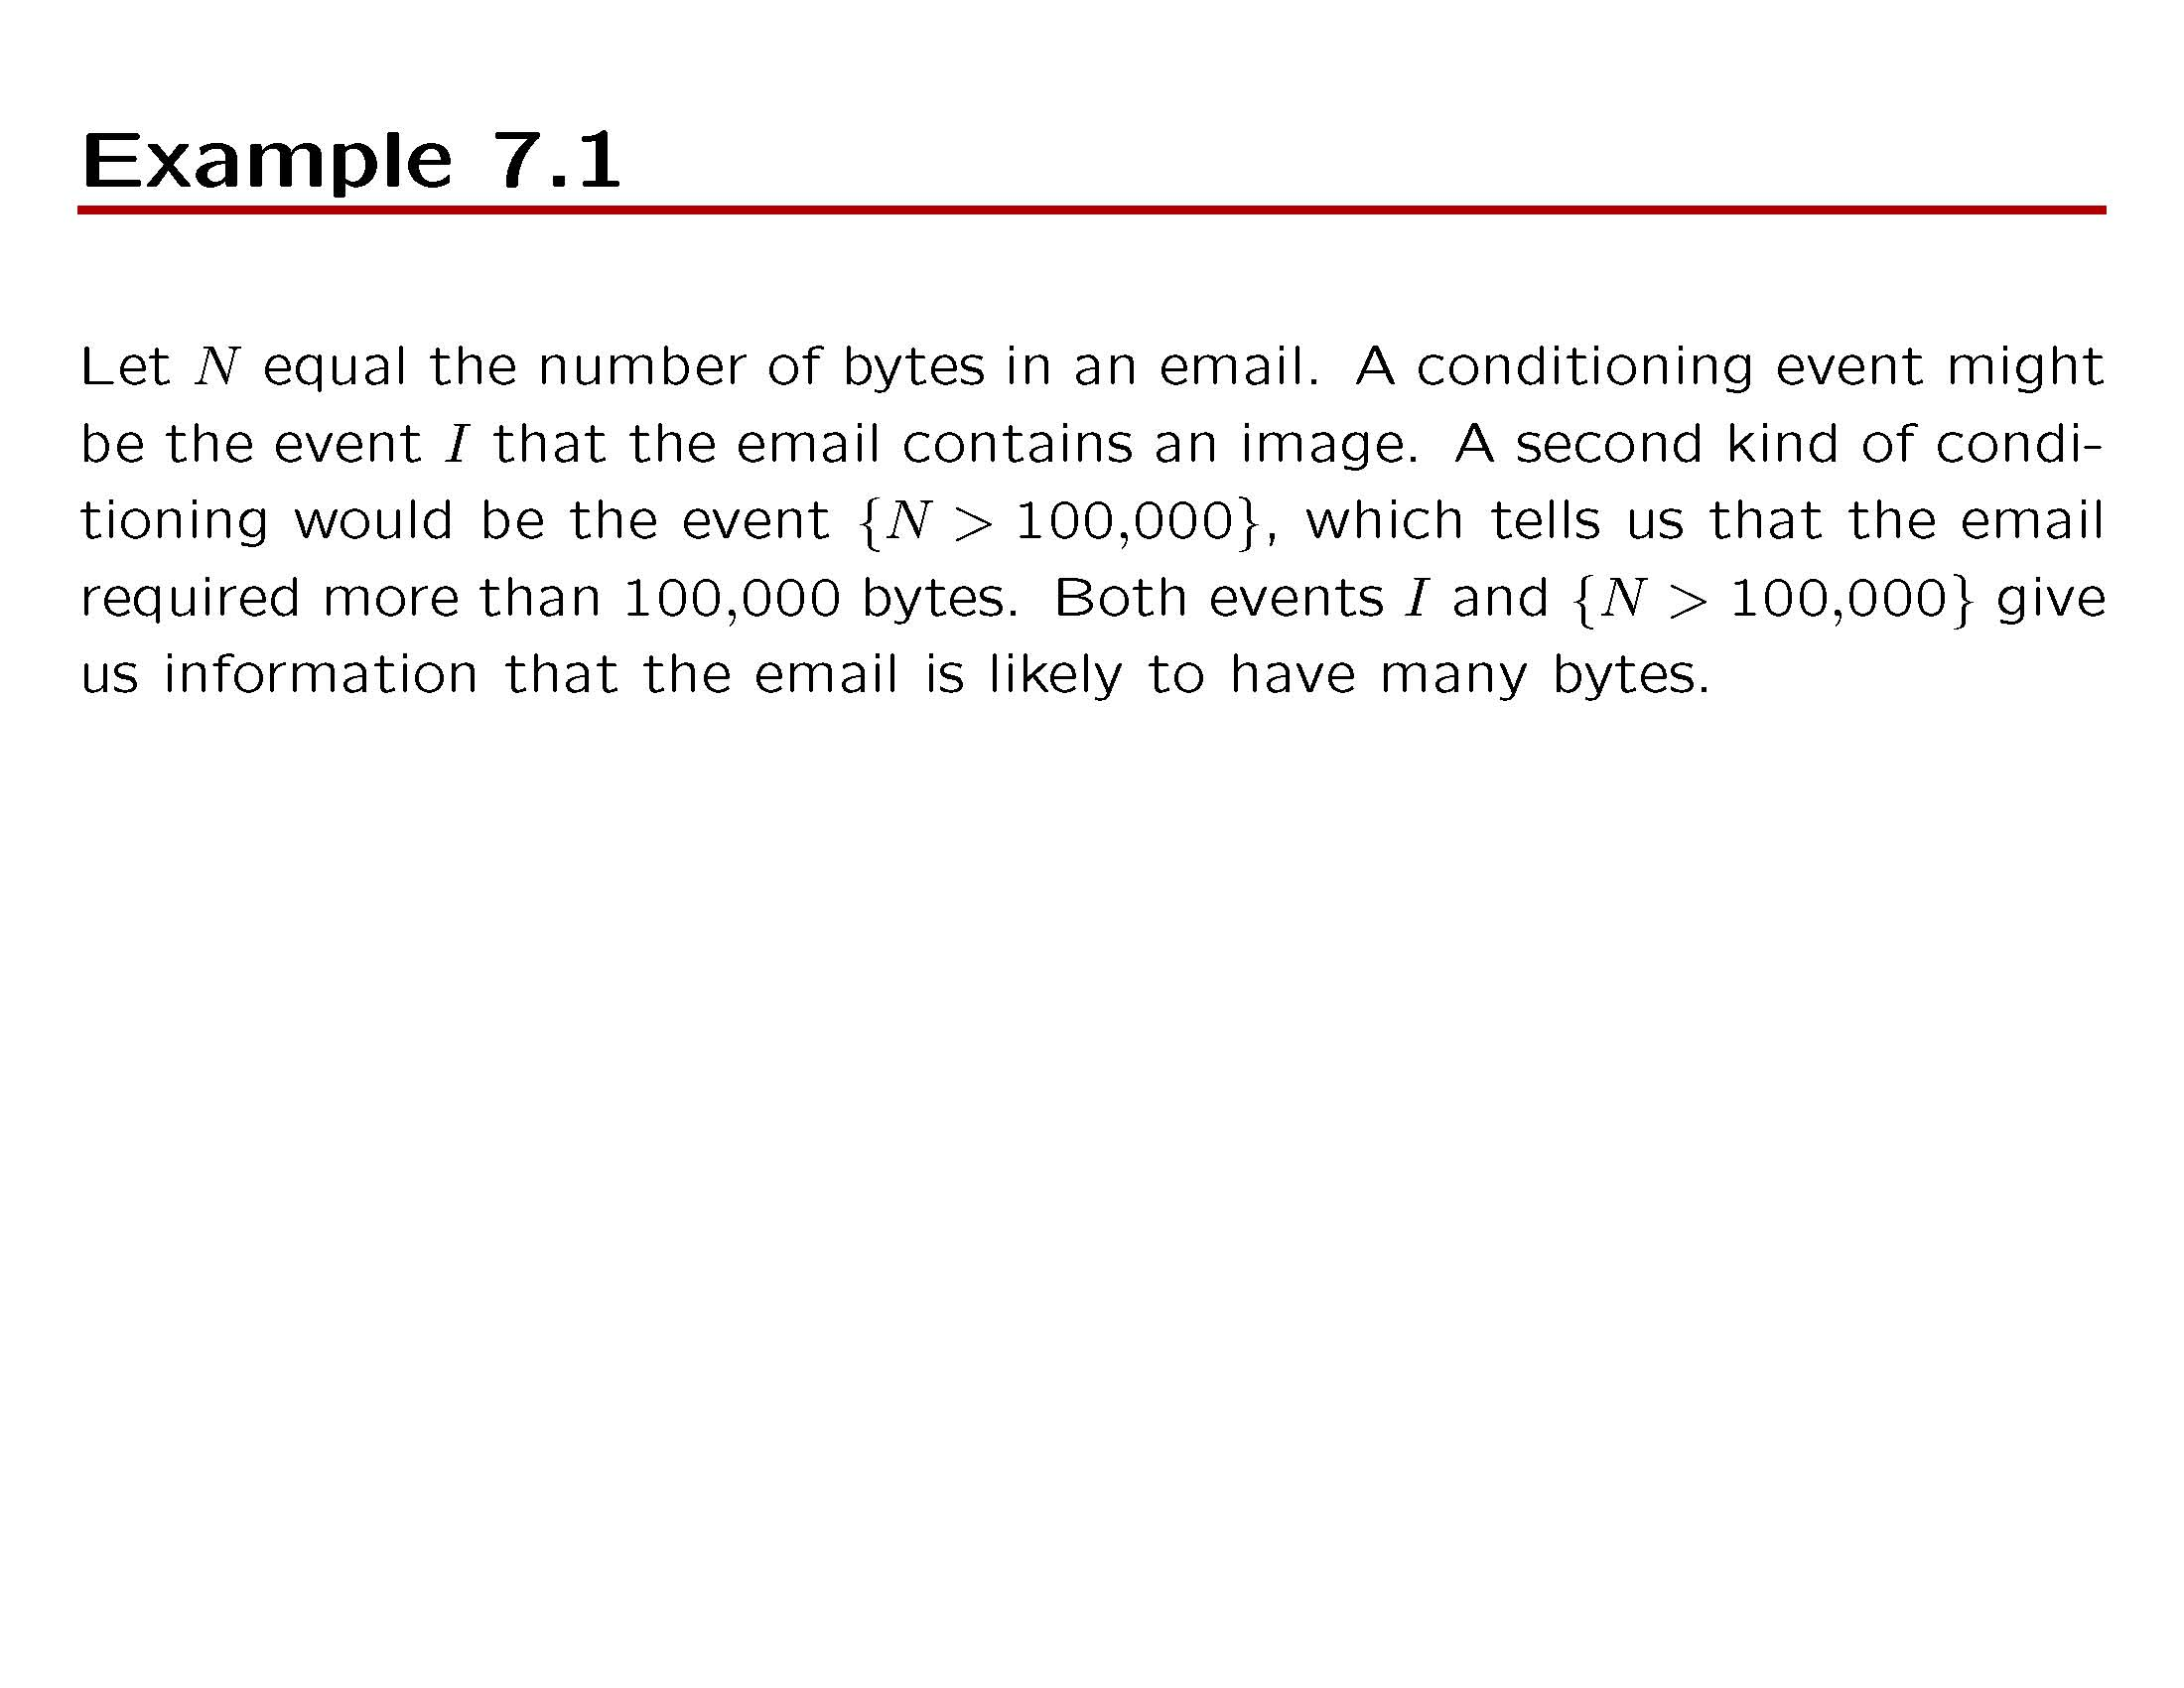 Example 7.1
Let N equal the number of bytes in an email. A conditioning event might
be the event I that the email contains an image. A second kind of condi-
tioning would be the event {N > 100,000}, which tells us that the email
required more than 100,000 bytes. Both events I and {N > 100,000} give
us information that the email is likely to have many bytes.